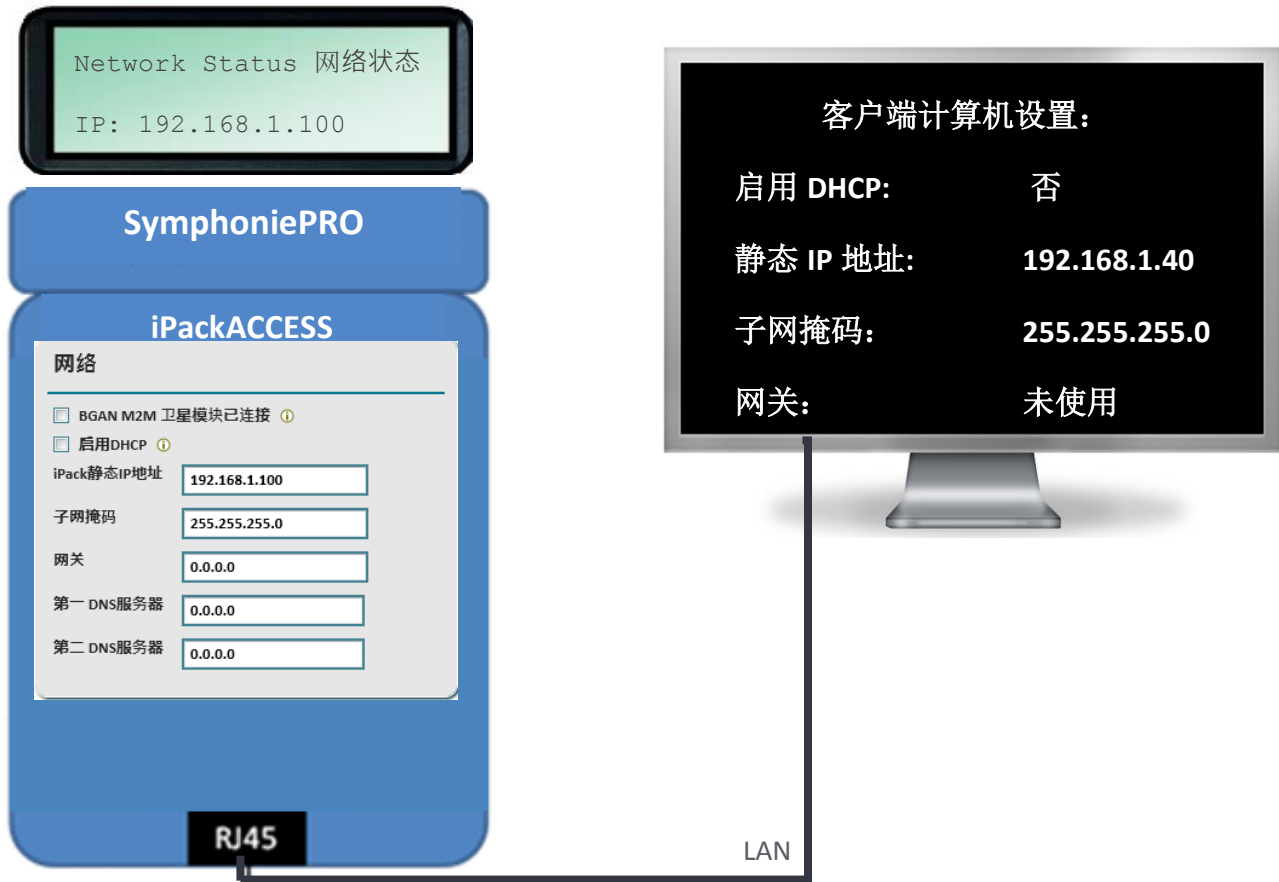 Network Status 网络状态
IP: 192.168.1.100
SymphoniePRO
iPackACCESS
网络
BGAN M2M 卫星模块已连接
启用DHCP
iPack静态IP地址 192.168.1.100
子网掩码 255.255.255.0
网关 0.0.0.0
第一 DNS服务器 0.0.0.0
第二 DNS服务器 0.0.0.0
RJ45
LAN
客户端计算机设置：
启用 DHCP: 否
静态 IP 地址: 192.168.1.40
子网掩码： 255.255.255.0
网关： 未使用